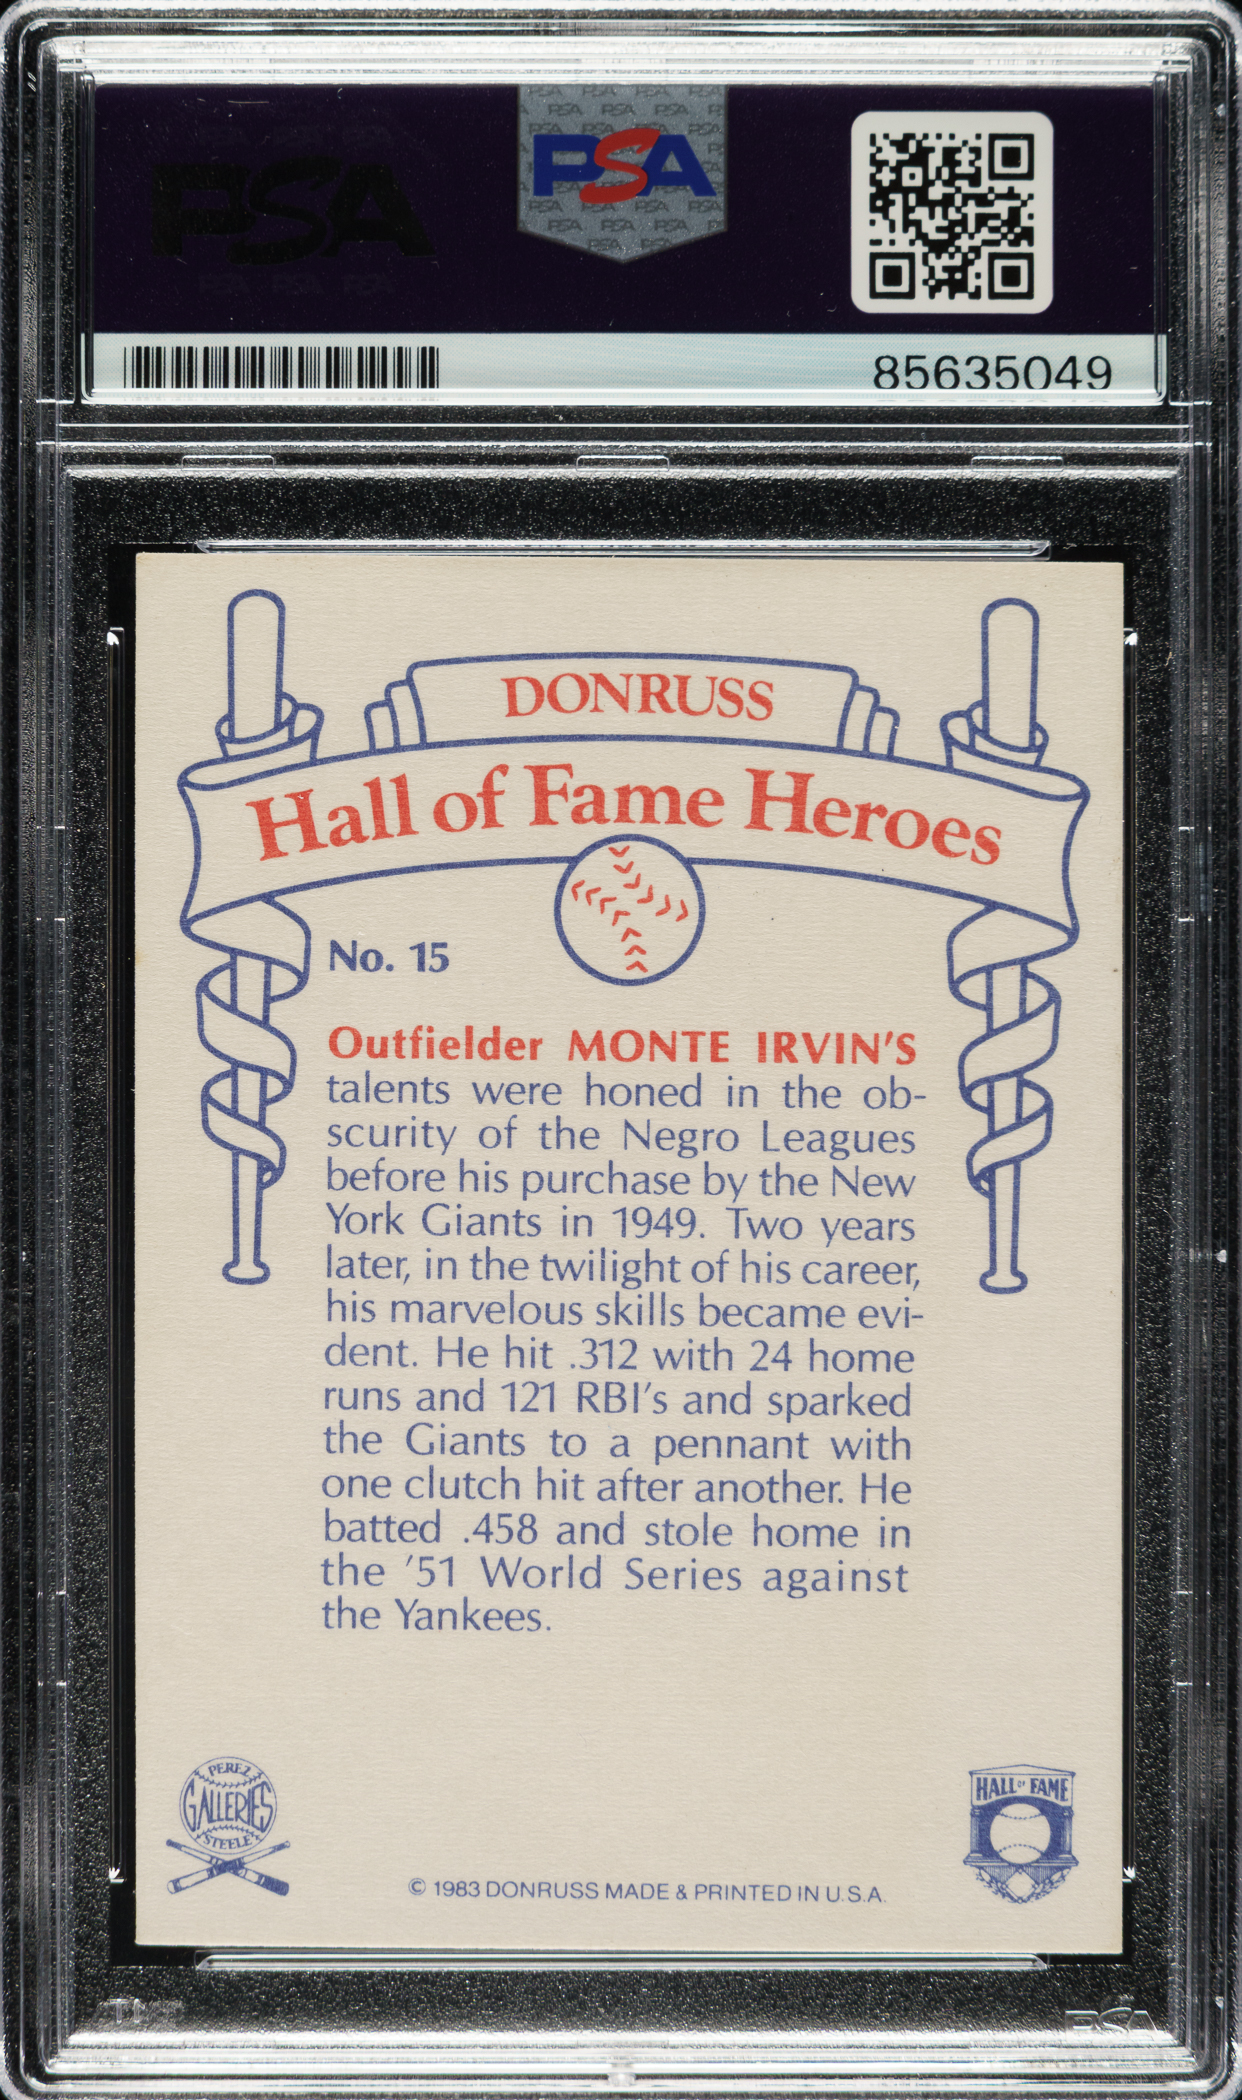 PSA
PSA
85635049
DONRUSS
Hall of Fame Heroes
No. 15
Outfielder MONTE IRVIN'S
talents were honed in the ob-
scurity of the Negro Leagues
before his purchase by the New
York Giants in 1949. Two years
later, in the twilight of his career,
his marvelous skills became evi-
dent. He hit .312 with 24 home
runs and 121 RBI's and sparked
the Giants to a pennant with
one clutch hit after another. He
batted .458 and stole home in
the '51 World Series against
the Yankees.
PEREZ
GALLERIES
STEELE
HALL OF FAME
© 1983 DONRUSS MADE & PRINTED IN U.S.A.
PSA